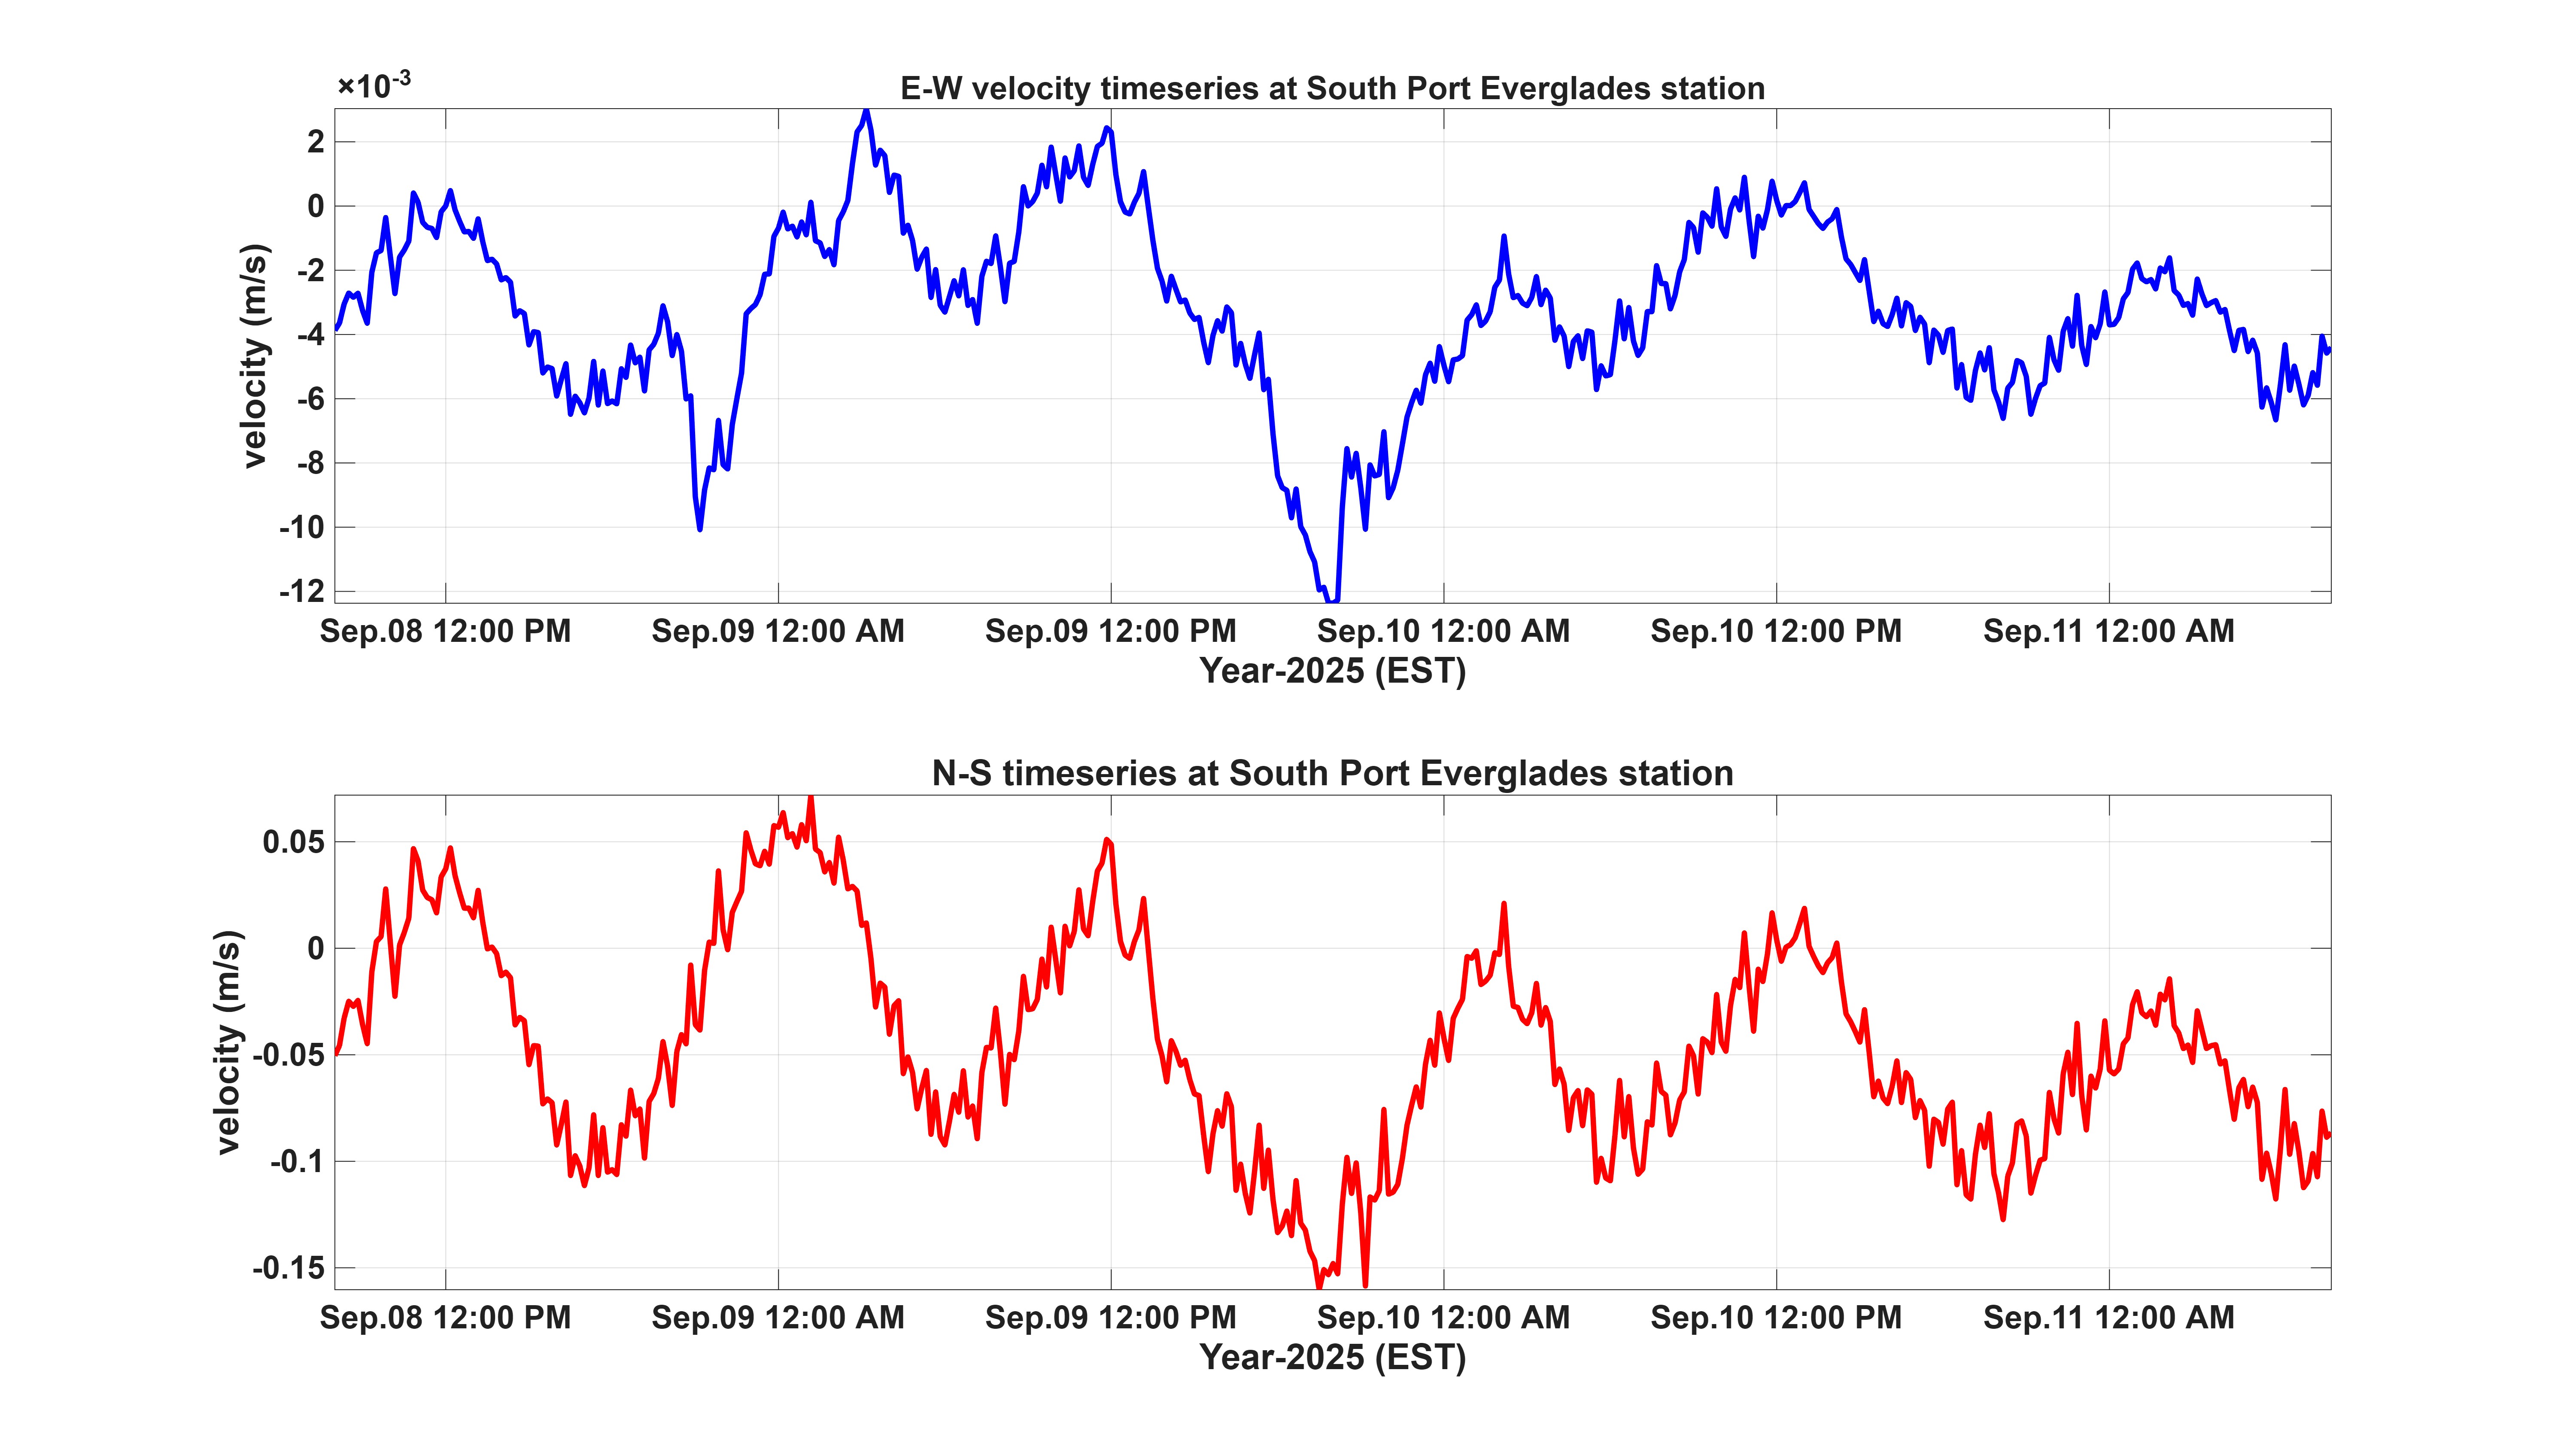 ×10-3
E-W velocity timeseries at South Port Everglades station
velocity (m/s)
2
0
-2
-4
-6
-8
-10
-12
Sep.08 12:00 PM Sep.09 12:00 AM Sep.09 12:00 PM Sep.10 12:00 AM Sep.10 12:00 PM Sep.11 12:00 AM
Year-2025 (EST)
N-S timeseries at South Port Everglades station
velocity (m/s)
0.05
0
-0.05
-0.1
-0.15
Sep.08 12:00 PM Sep.09 12:00 AM Sep.09 12:00 PM Sep.10 12:00 AM Sep.10 12:00 PM Sep.11 12:00 AM
Year-2025 (EST)